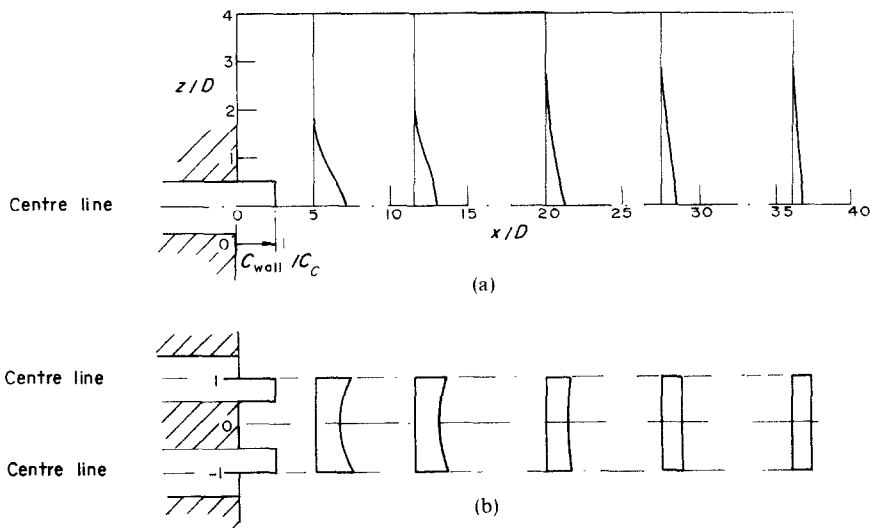 4
3
z/D
2
1
Centre line
0 5 10 15 20 25 30 35 40
x/D
0 1
C_wall /C_C
(a)
Centre line 1
0
Centre line -1
(b)